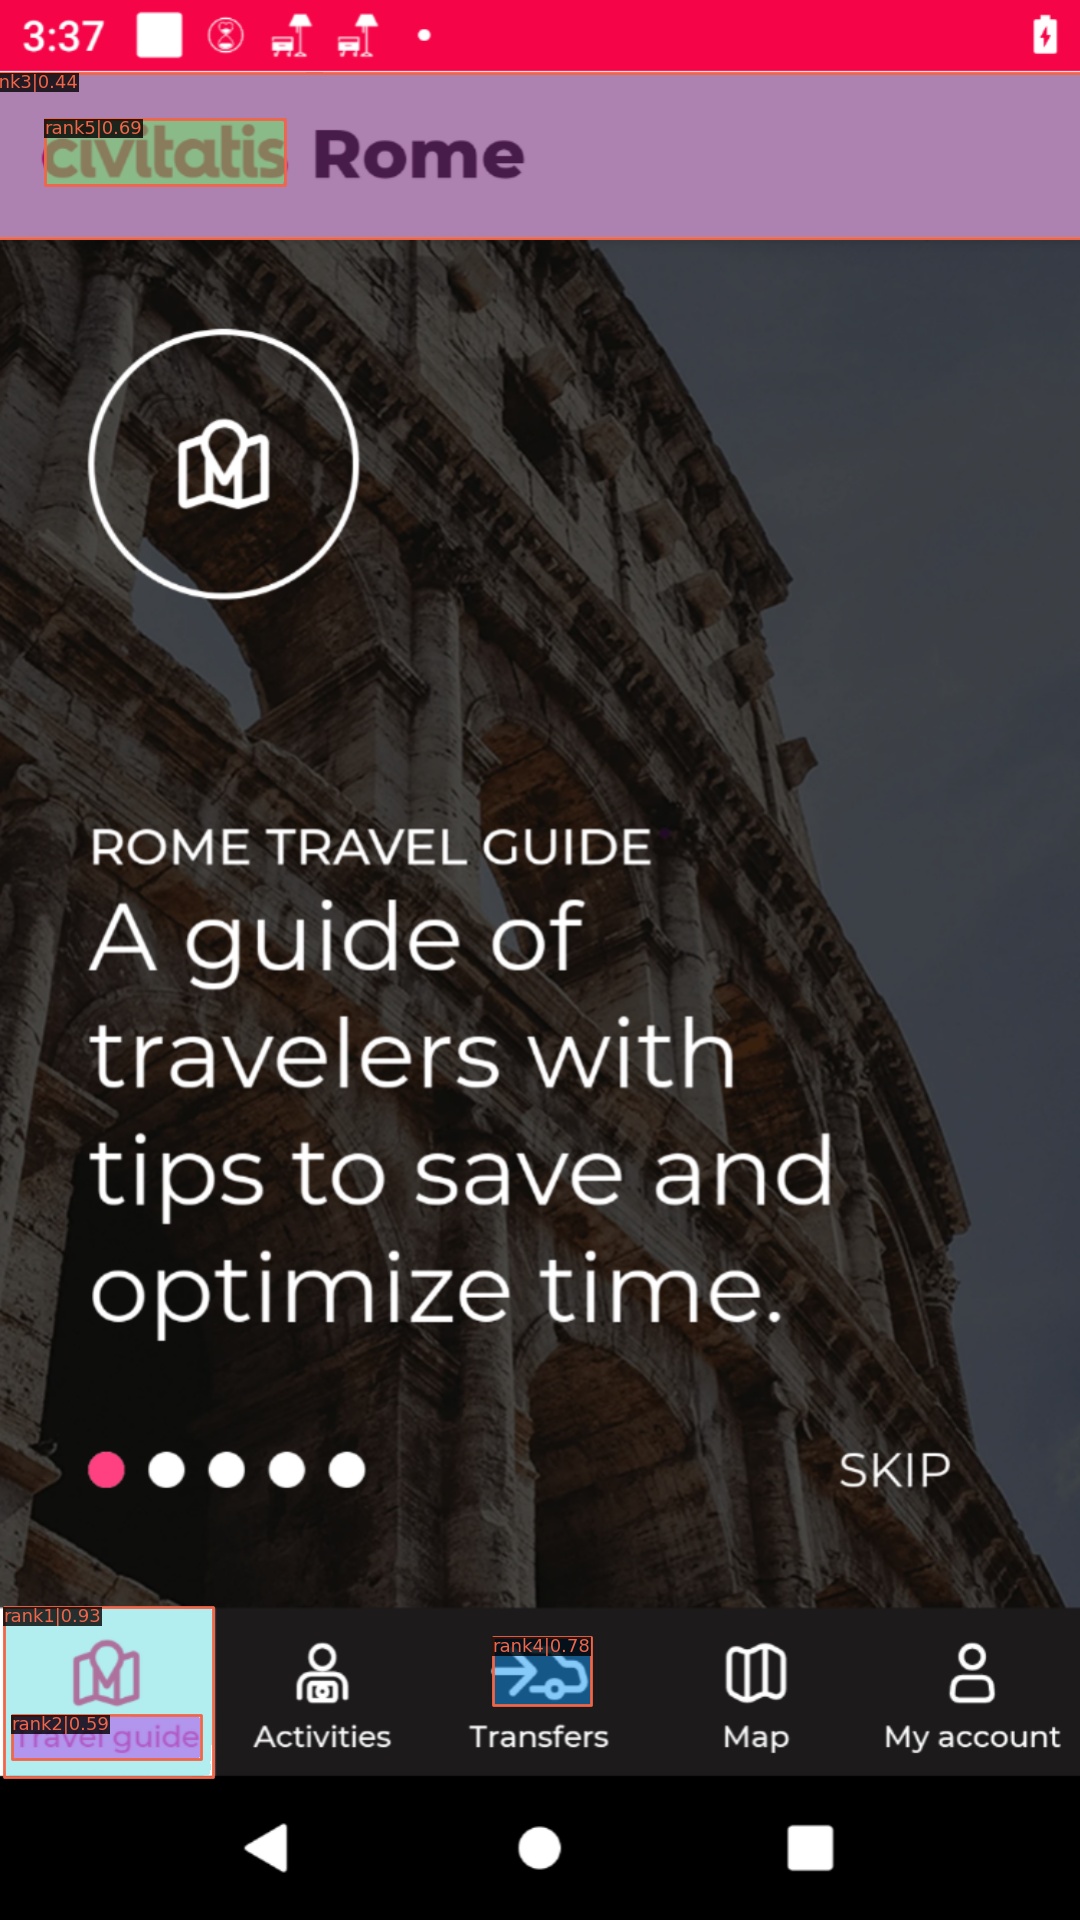 3:37
nk3|0.44
rank5|0.69
civitatis Rome
ROME TRAVEL GUIDE
A guide of
travelers with
tips to save and
optimize time.
SKIP
rank1|0.93
rank4|0.78
rank2|0.59
Travel guide
Activities
Transfers
Map
My account